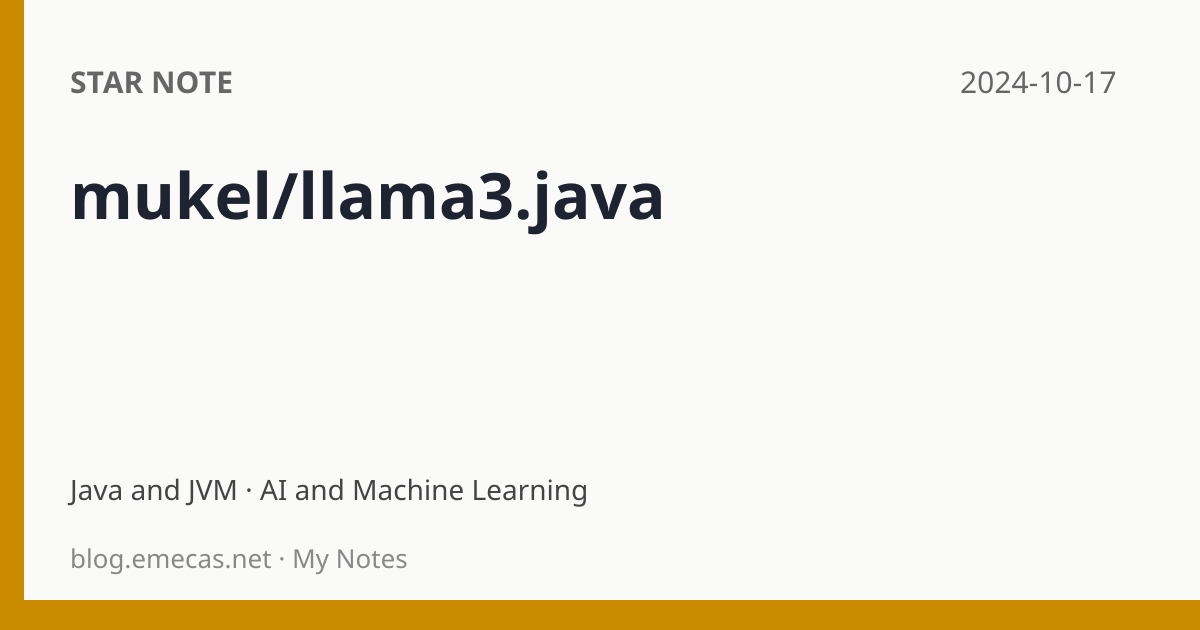 STAR NOTE
2024-10-17
mukel/llama3.java
Java and JVM · AI and Machine Learning
blog.emecas.net · My Notes